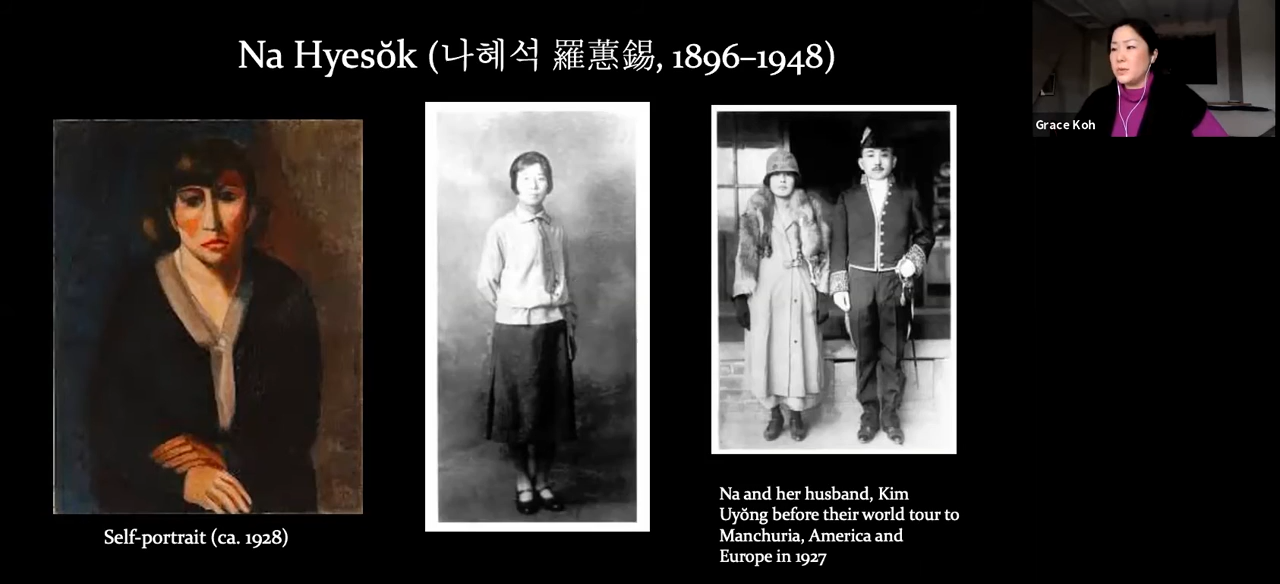 Na Hyesŏk (나혜석 羅蕙錫, 1896–1948)
Grace Koh
Self-portrait (ca. 1928)
Na and her husband, Kim
Uyŏng before their world tour to
Manchuria, America and
Europe in 1927